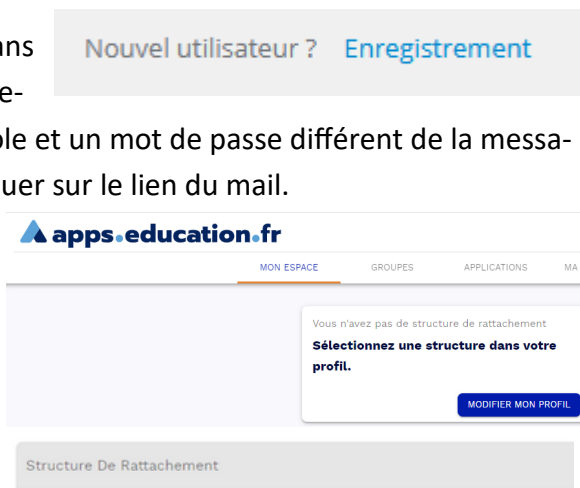 Nouvel utilisateur ? Enregistrement
et un mot de passe différent de la messa-
sur le lien du mail.
apps.education.fr
MON ESPACE GROUPES APPLICATIONS MA
Vous n'avez pas de structure de rattachement
Sélectionnez une structure dans votre
profil.
MODIFIER MON PROFIL
Structure De Rattachement